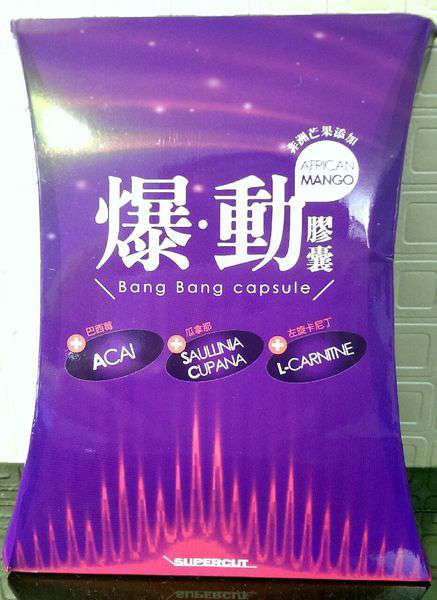 非洲芒果添加
AFRICAN
MANGO
爆·動
膠囊
Bang Bang capsule
巴西莓
ACAI
瓜拿那
SAULLINIA
CUPANA
左旋卡尼丁
L-CARNITNE
SUPERCUT